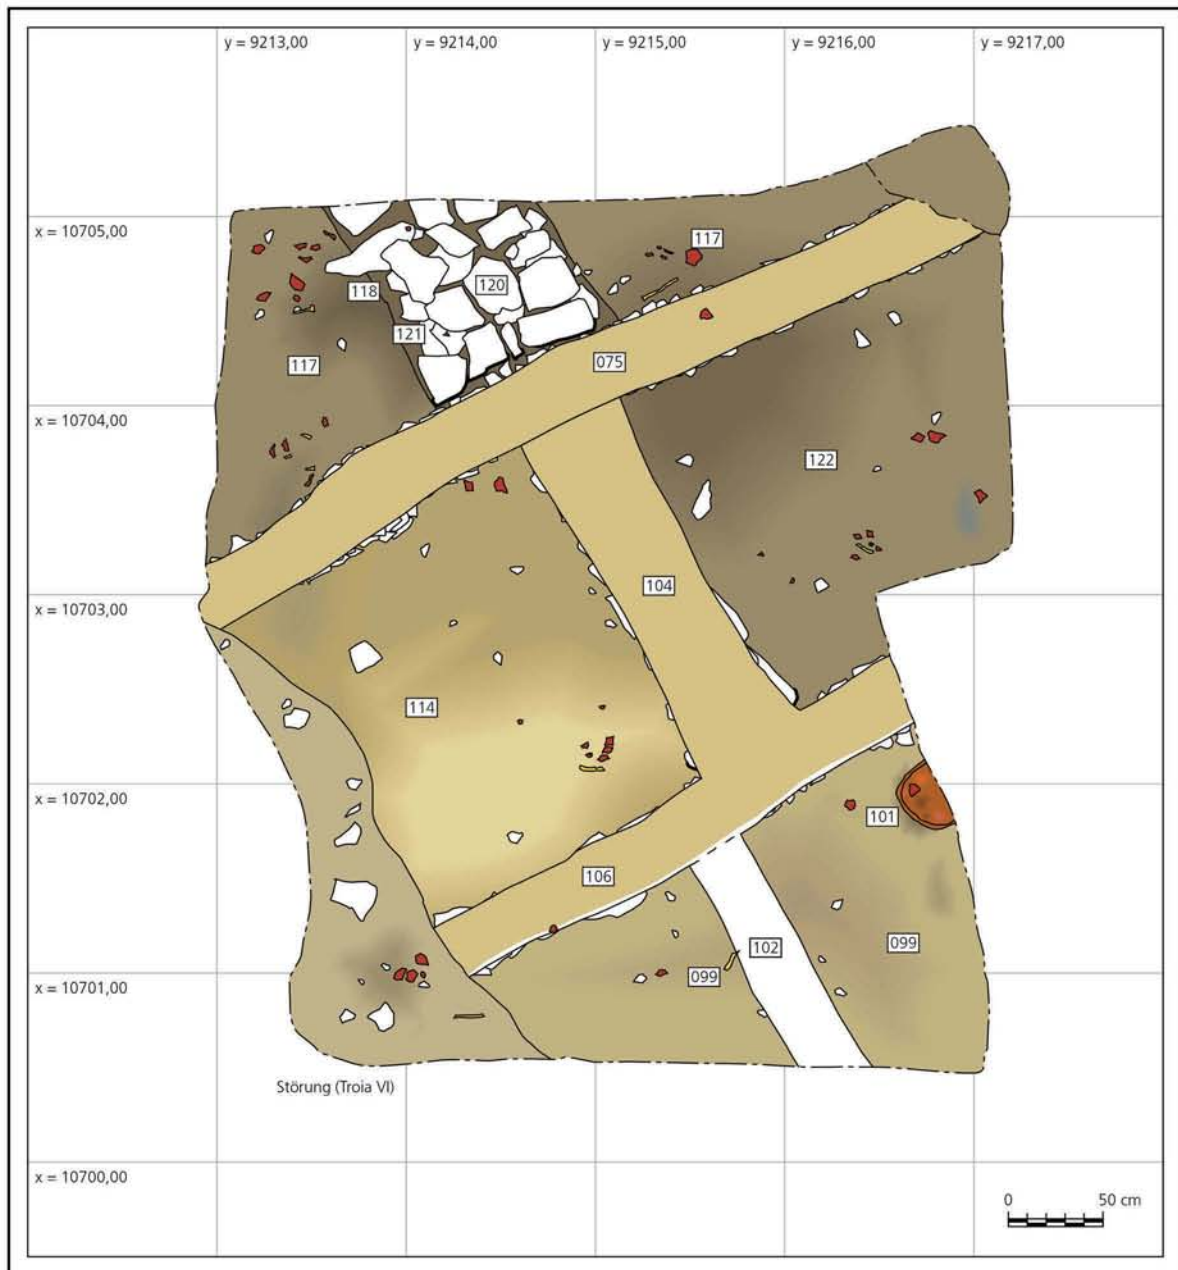 y = 9213,00
y = 9214,00
y = 9215,00
y = 9216,00
y = 9217,00
x = 10705,00
117
118
120
121
117
075
x = 10704,00
122
104
x = 10703,00
114
x = 10702,00
101
106
099
102
099
x = 10701,00
Störung (Troia VI)
x = 10700,00
0 50 cm